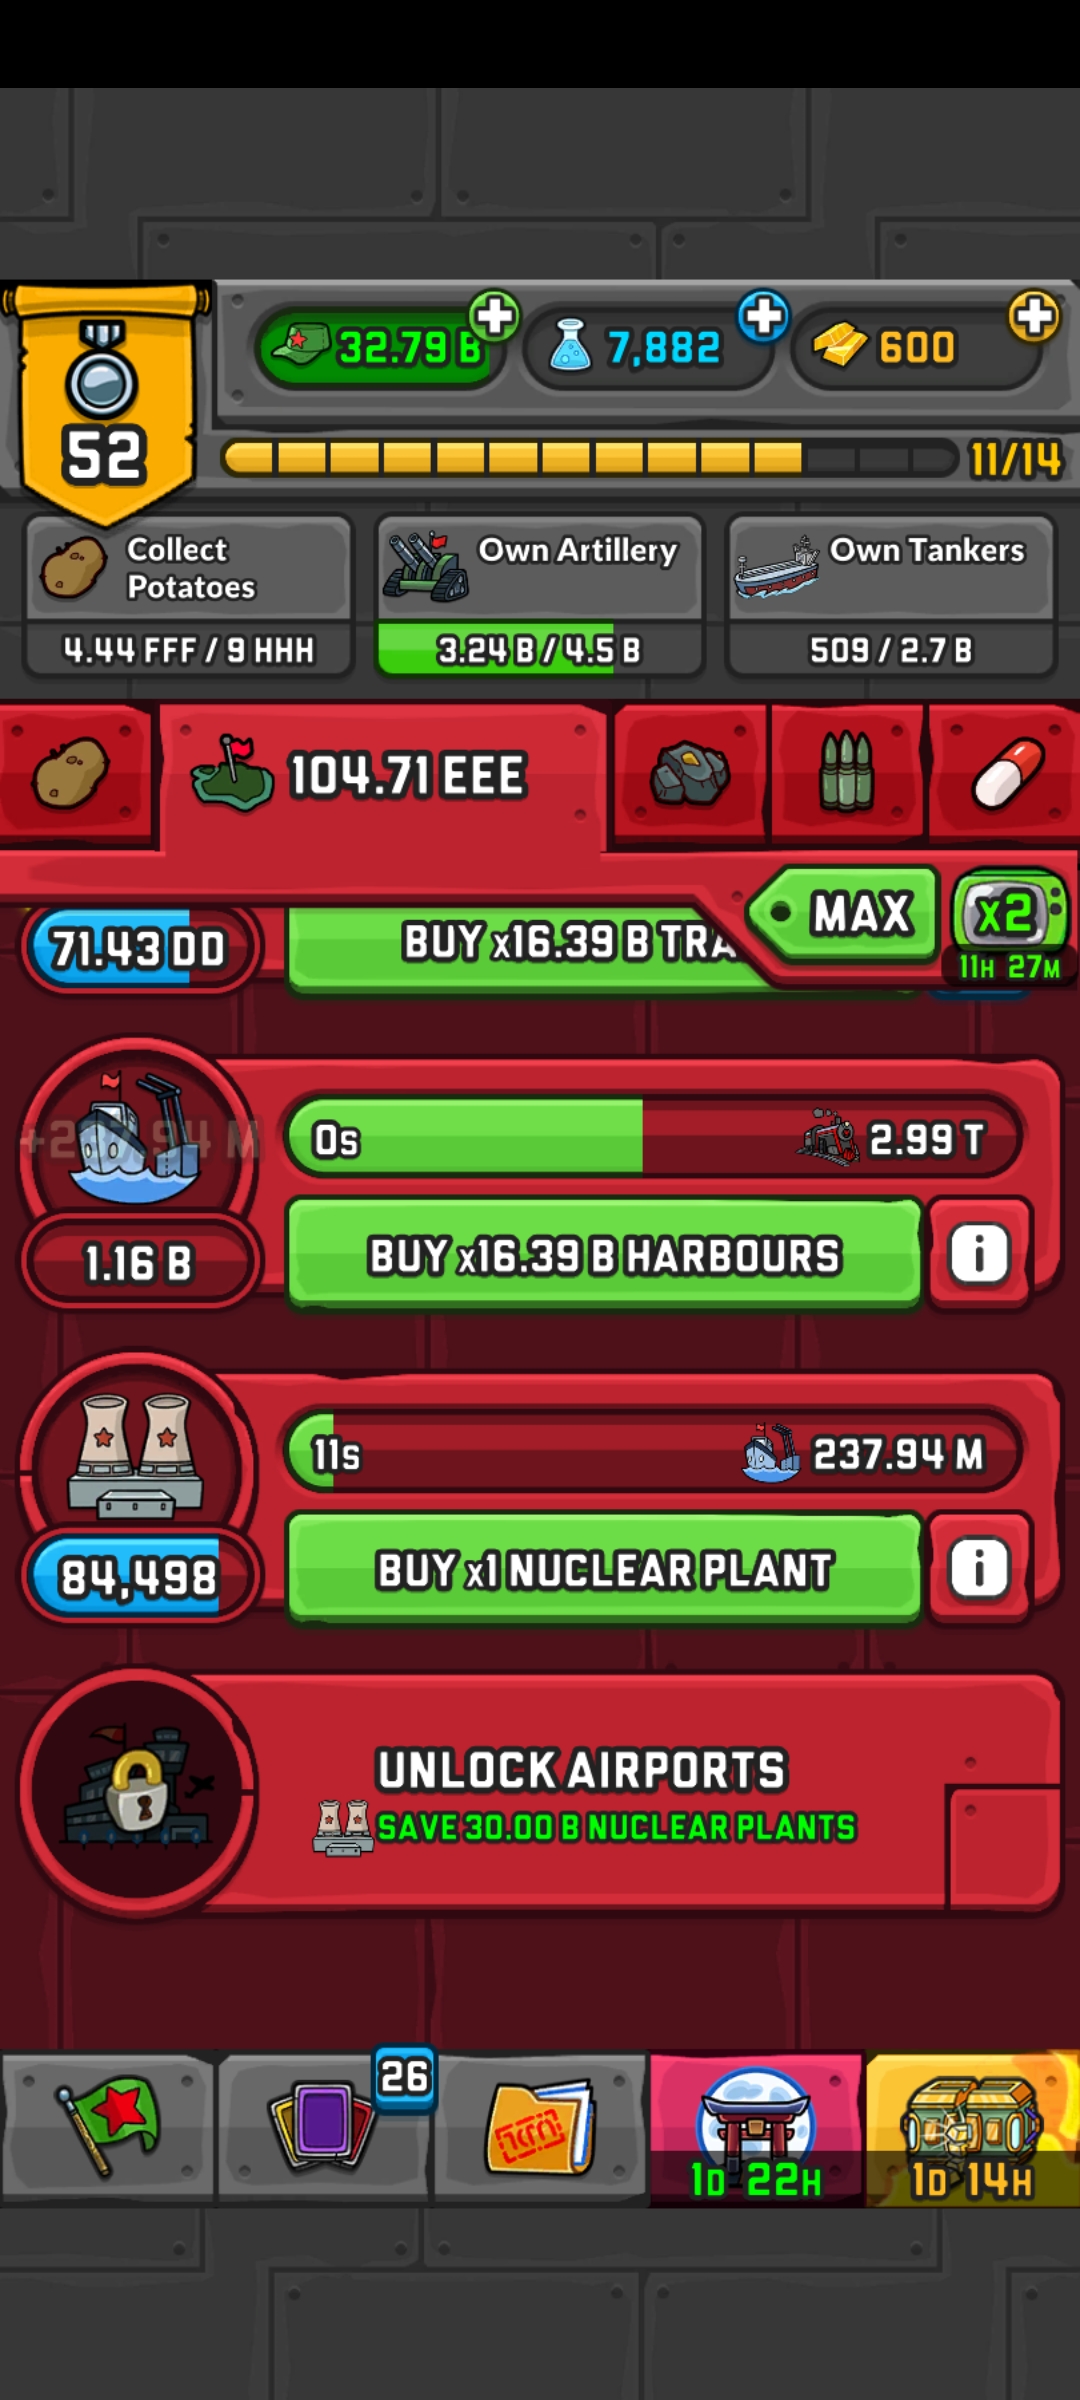 32.79 B
7,882
600
52
11/14
Collect
Potatoes
4.44 FFF / 9 HHH
Own Artillery
3.24 B / 4.5 B
Own Tankers
509 / 2.7 B
104.71 EEE
MAX
x2
11H 27M
71.43 DD
BUY x16.39 B TRA
+237.94 M
0s
2.99 T
1.16 B
BUY x16.39 B HARBOURS
i
11s
237.94 M
84,498
BUY x1 NUCLEAR PLANT
i
UNLOCK AIRPORTS
SAVE 30.00 B NUCLEAR PLANTS
26
1D 22H
1D 14H